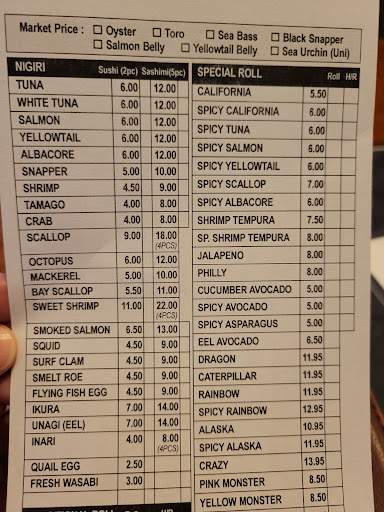 Market Price : □ Oyster □ Toro □ Sea Bass □ Black Snapper
□ Salmon Belly □ Yellowtail Belly □ Sea Urchin (Uni)
NIGIRI Sushi (2pc) Sashimi(5pc)
TUNA 6.00 12.00
WHITE TUNA 6.00 12.00
SALMON 6.00 12.00
YELLOWTAIL 6.00 12.00
ALBACORE 6.00 12.00
SNAPPER 5.00 10.00
SHRIMP 4.50 9.00
TAMAGO 4.00 8.00
CRAB 4.00 8.00
SCALLOP 9.00 18.00
(4PCS)
OCTOPUS 6.00 12.00
MACKEREL 5.00 10.00
BAY SCALLOP 5.50 11.00
SWEET SHRIMP 11.00 22.00
(4PCS)
SMOKED SALMON 6.50 13.00
SQUID 4.50 9.00
SURF CLAM 4.50 9.00
SMELT ROE 4.50 9.00
FLYING FISH EGG 4.50 9.00
IKURA 7.00 14.00
UNAGI (EEL) 7.00 14.00
INARI 4.00 8.00
(4PCS)
QUAIL EGG 2.50
FRESH WASABI 3.00
SPECIAL ROLL Roll H/R
CALIFORNIA 5.50
SPICY CALIFORNIA 6.00
SPICY TUNA 6.00
SPICY SALMON 6.00
SPICY YELLOWTAIL 6.00
SPICY SCALLOP 7.00
SPICY ALBACORE 6.00
SHRIMP TEMPURA 7.50
SP. SHRIMP TEMPURA 8.00
JALAPENO 8.00
PHILLY 8.00
CUCUMBER AVOCADO 5.00
SPICY AVOCADO 5.00
SPICY ASPARAGUS 5.00
EEL AVOCADO 6.50
DRAGON 11.95
CATERPILLAR 11.95
RAINBOW 11.95
SPICY RAINBOW 12.95
ALASKA 10.95
SPICY ALASKA 11.95
CRAZY 13.95
PINK MONSTER 8.50
YELLOW MONSTER 8.50